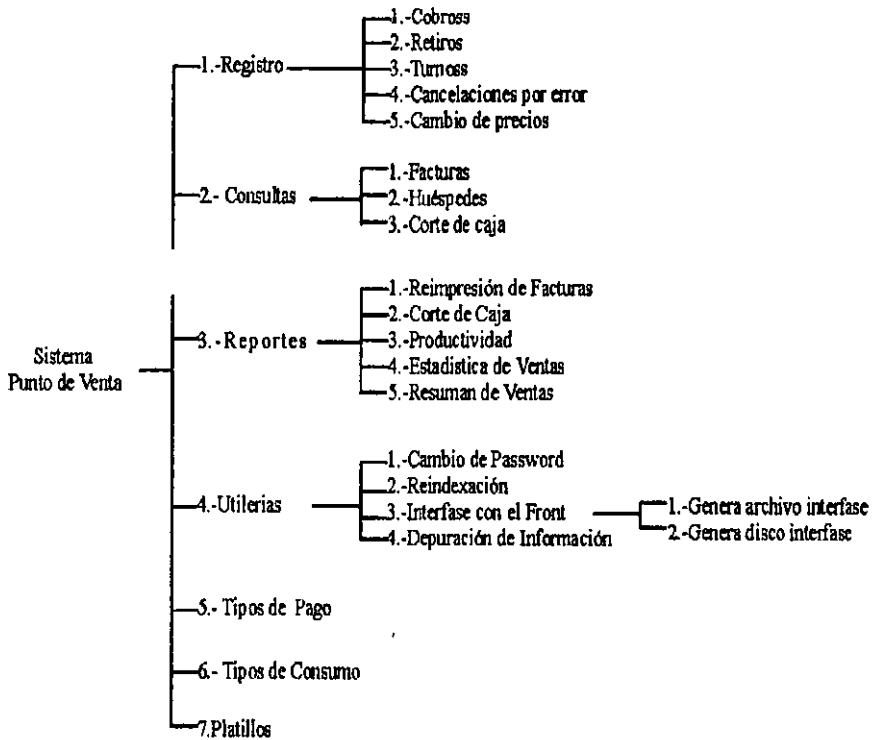 1.-Registro
1.-Cobross
2.-Retiros
3.-Turnoss
4.-Cancelaciones por error
5.-Cambio de precios
2.- Consultas
1.-Facturas
2.-Huéspedes
3.-Corte de caja
Sistema
Punto de Venta
3.-Reportes
1.-Reimpresión de Facturas
2.-Corte de Caja
3.-Productividad
4.-Estadística de Ventas
5.-Resuman de Ventas
4.-Utilerias
1.-Cambio de Password
2.-Reindexación
3.-Interfase con el Front
4.-Depuración de Información
1.-Genera archivo interfase
2.-Genera disco interfase
5.- Tipos de Pago
6.- Tipos de Consumo
7.Platillos